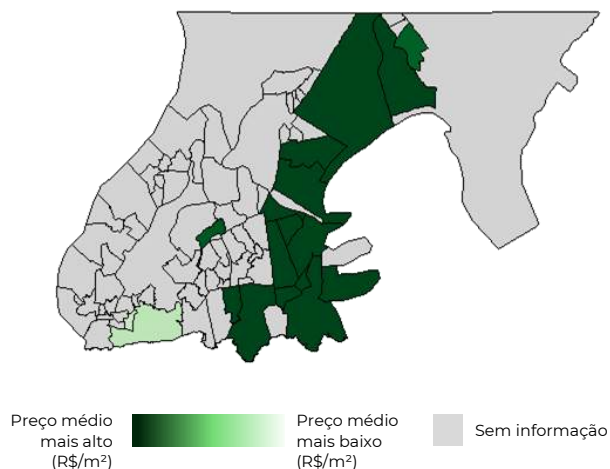 Preço médio
mais alto
(R$/m²)
Preço médio
mais baixo
(R$/m²)
Sem informação